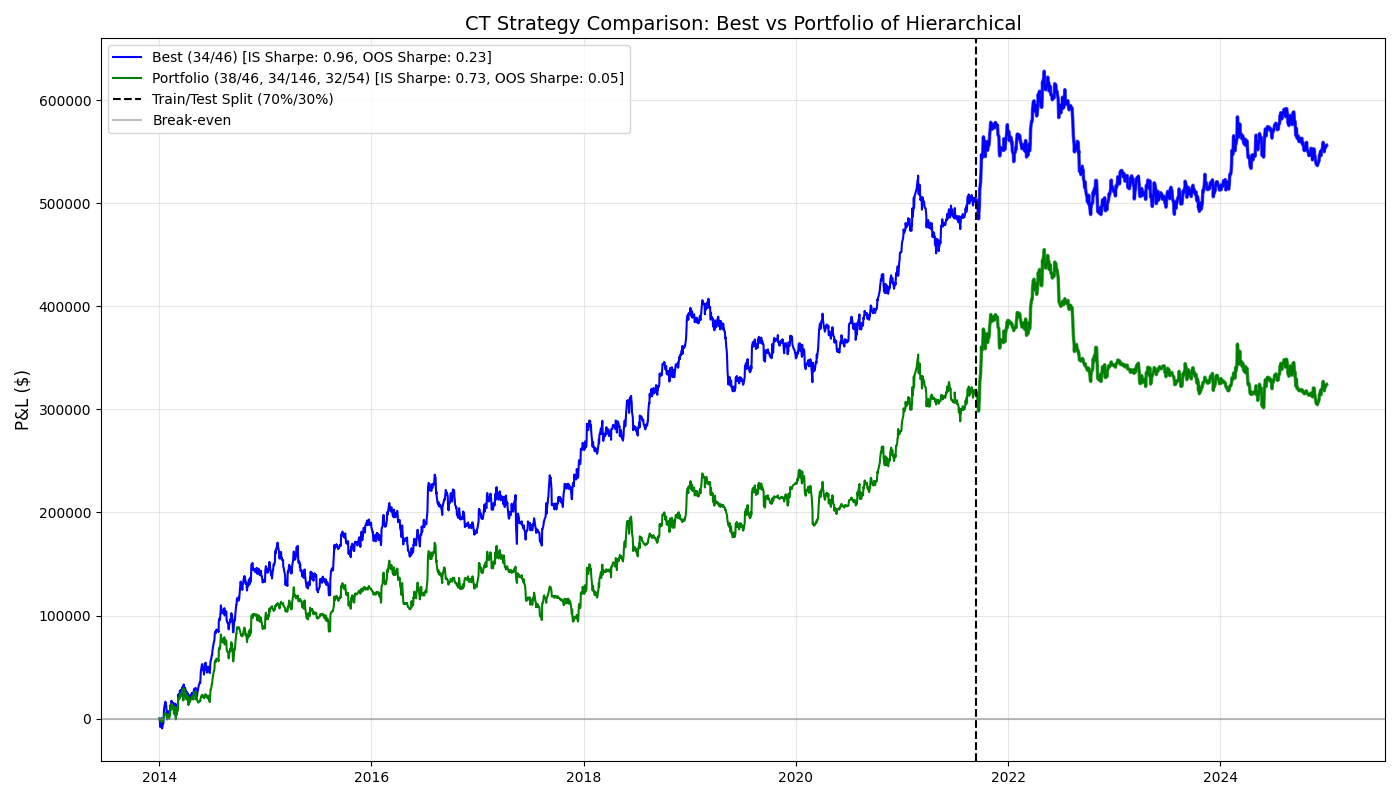 CT Strategy Comparison: Best vs Portfolio of Hierarchical
Best (34/46) [IS Sharpe: 0.96, OOS Sharpe: 0.23]
Portfolio (38/46, 34/146, 32/54) [IS Sharpe: 0.73, OOS Sharpe: 0.05]
Train/Test Split (70%/30%)
Break-even
P&L ($)
600000
500000
400000
300000
200000
100000
0
2014
2016
2018
2020
2022
2024